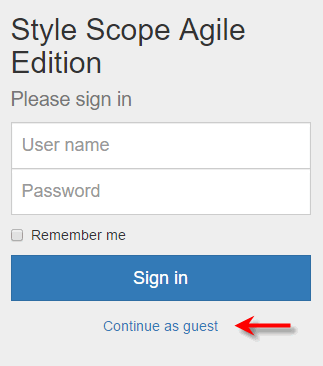 Style Scope Agile
Edition
Please sign in
User name
Password
Remember me
Sign in
Continue as guest